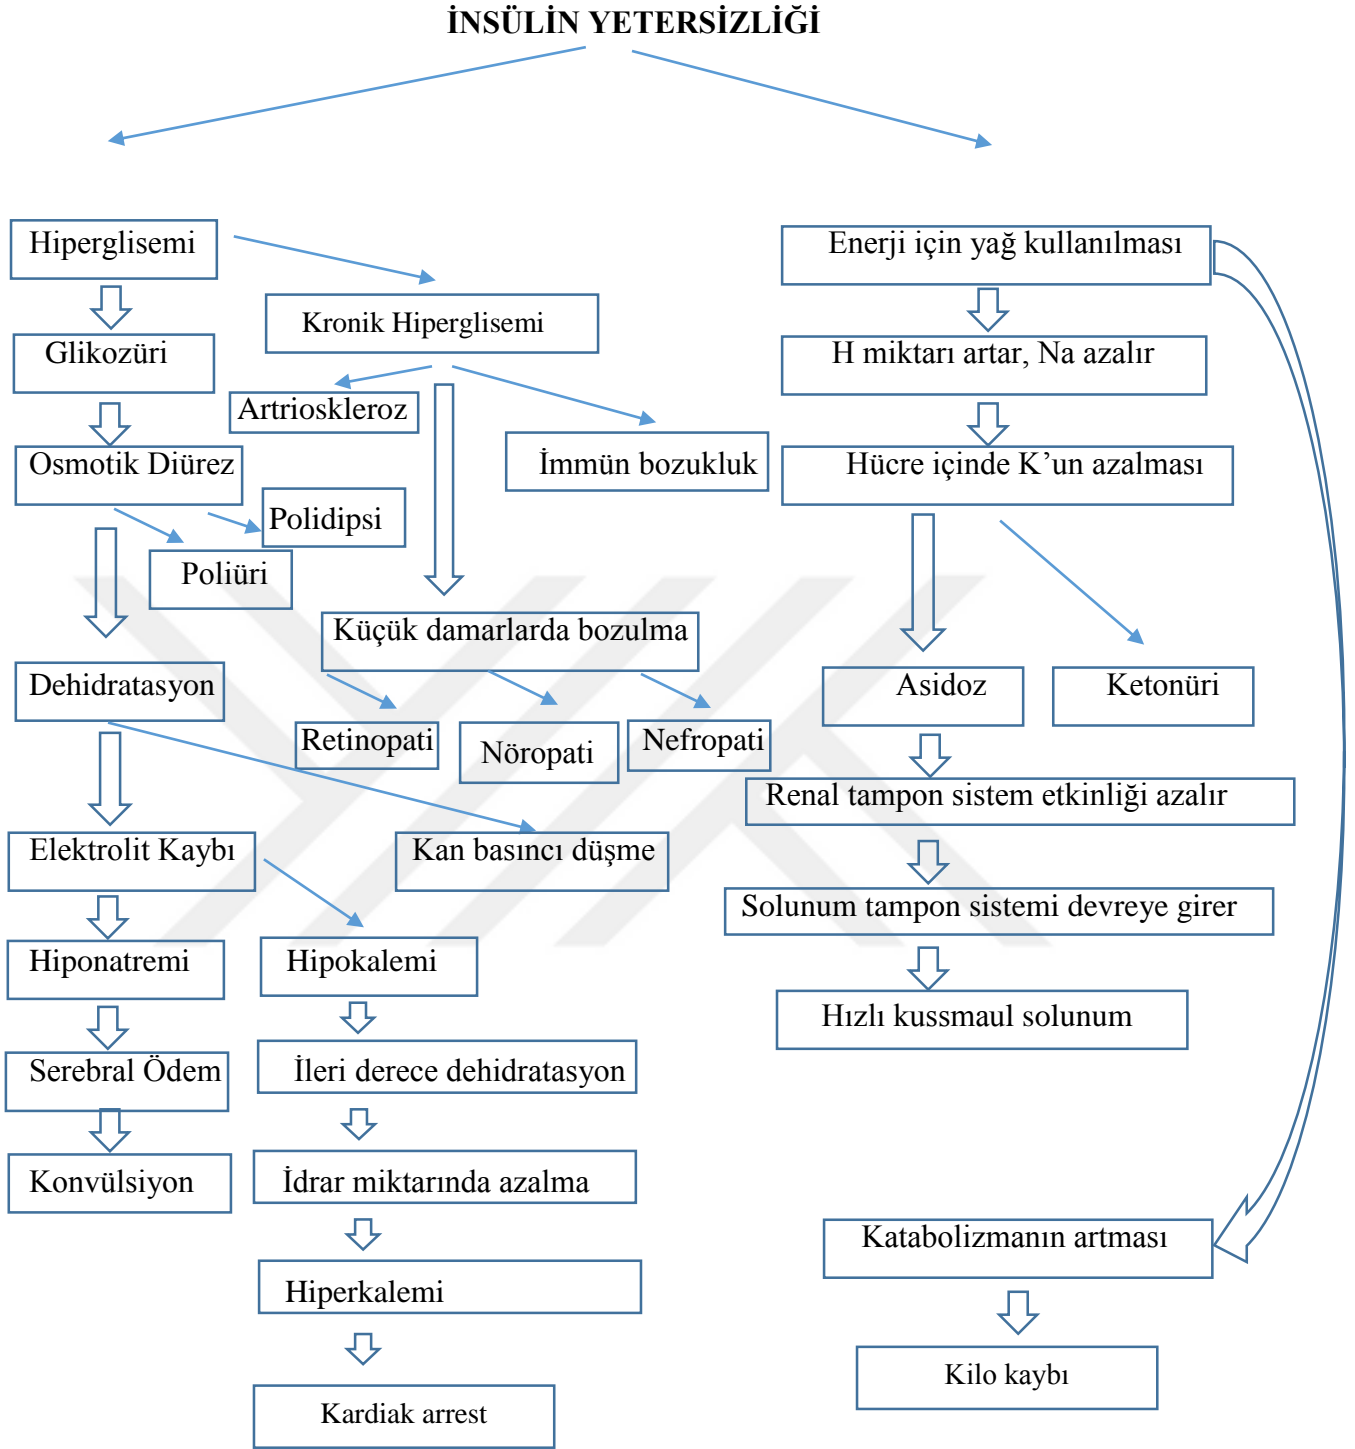 İNSÜLİN YETERSİZLİĞİ
Hiperglisemi
Enerji için yağ kullanılması
Kronik Hiperglisemi
Glikozüri
H miktarı artar, Na azalır
Artrioskleroz
Osmotik Diürez
İmmün bozukluk
Hücre içinde K’un azalması
Polidipsi
Poliüri
Küçük damarlarda bozulma
Dehidratasyon
Asidoz
Ketonüri
Retinopati
Nöropati
Nefropati
Renal tampon sistem etkinliği azalır
Elektrolit Kaybı
Kan basıncı düşme
Solunum tampon sistemi devreye girer
Hiponatremi
Hipokalemi
Hızlı kussmaul solunum
Serebral Ödem
İleri derece dehidratasyon
Konvülsiyon
İdrar miktarında azalma
Katabolizmanın artması
Hiperkalemi
Kilo kaybı
Kardiak arrest